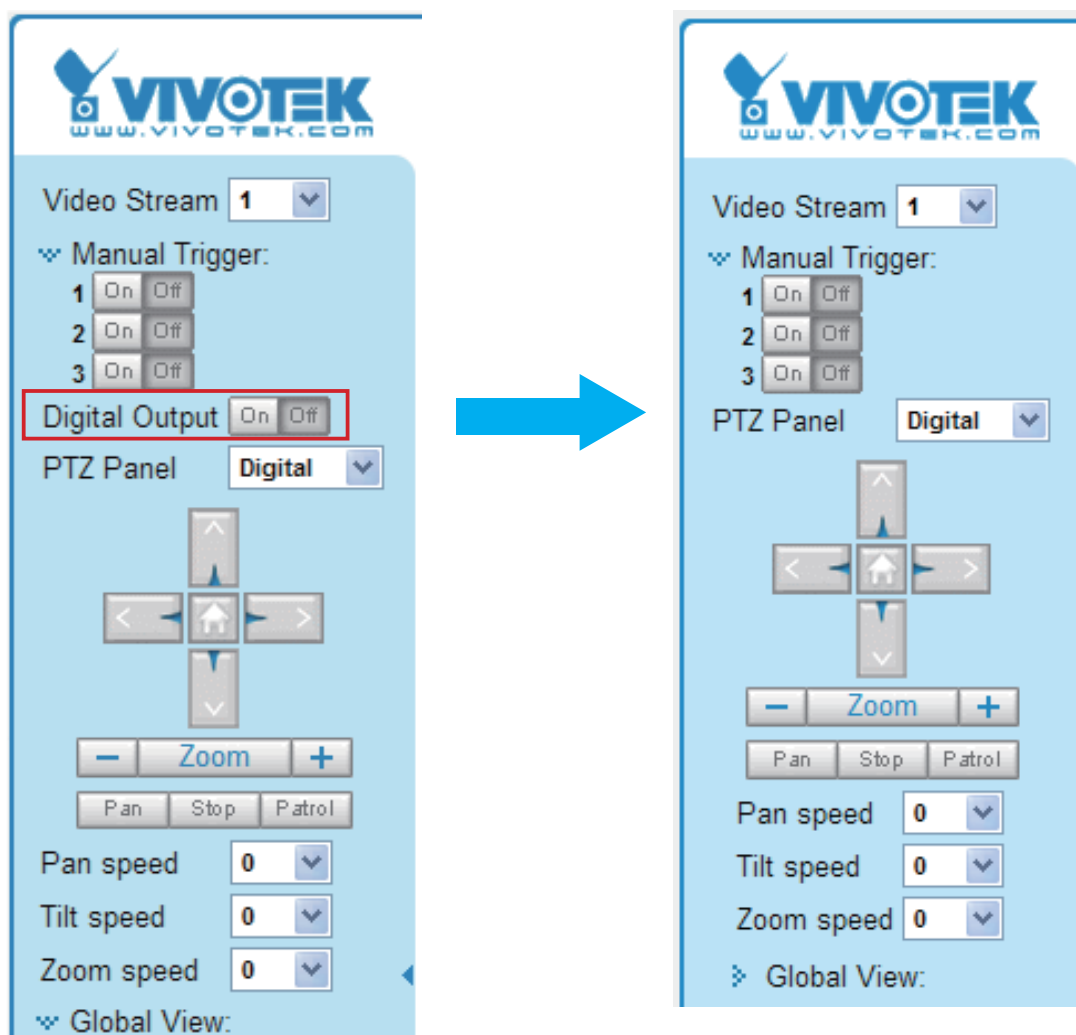 VIVOTEK
www.vivotek.com
Video Stream 1
Manual Trigger:
1 On Off
2 On Off
3 On Off
Digital Output On Off
PTZ Panel Digital
Zoom
Pan Stop Patrol
Pan speed 0
Tilt speed 0
Zoom speed 0
Global View:
VIVOTEK
www.vivotek.com
Video Stream 1
Manual Trigger:
1 On Off
2 On Off
3 On Off
PTZ Panel Digital
Zoom
Pan Stop Patrol
Pan speed 0
Tilt speed 0
Zoom speed 0
Global View: